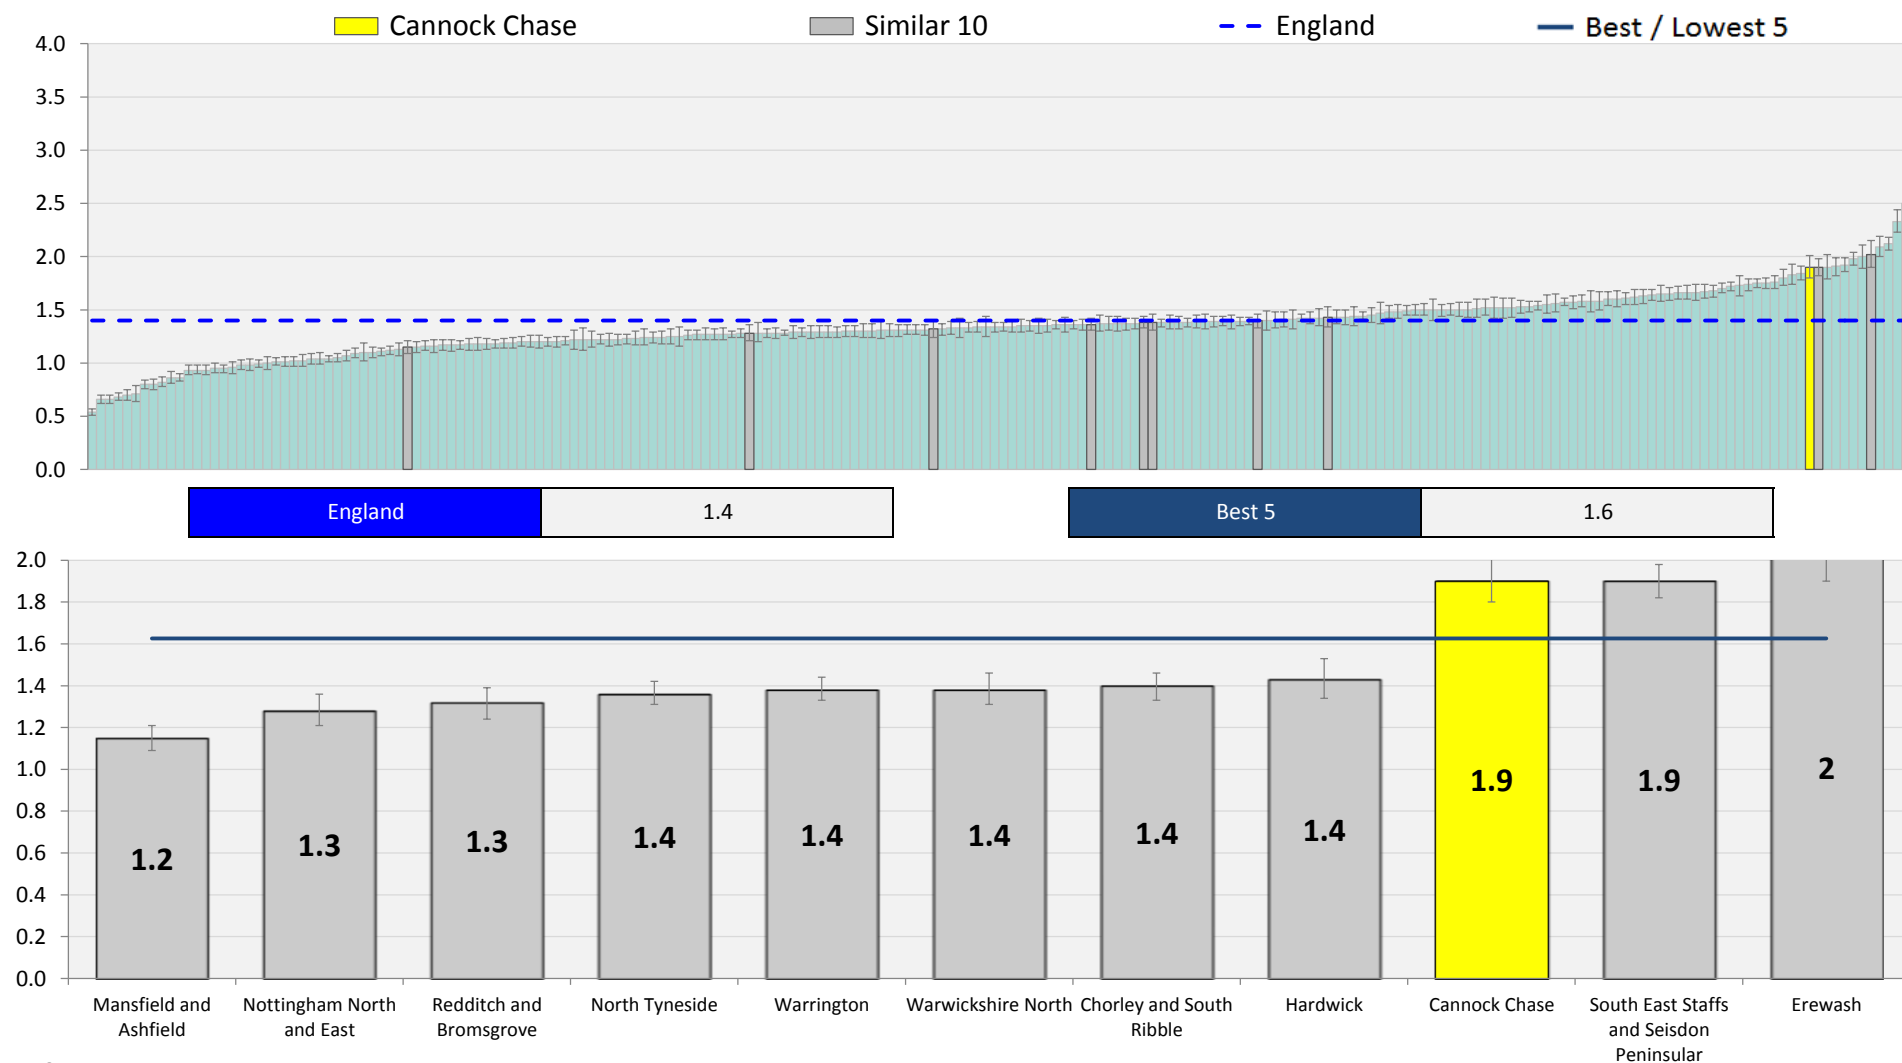 Cannock Chase
Similar 10
England
Best / Lowest 5
4.0
3.5
3.0
2.5
2.0
1.5
1.0
0.5
0.0
England
1.4
Best 5
1.6
2.0
1.8
1.6
1.4
1.2
1.0
0.8
0.6
0.4
0.2
0.0
1.2
1.3
1.3
1.4
1.4
1.4
1.4
1.4
1.9
1.9
2
Mansfield and
Ashfield
Nottingham North
and East
Redditch and
Bromsgrove
North Tyneside
Warrington
Warwickshire North
Chorley and South
Ribble
Hardwick
Cannock Chase
South East Staffs
and Seisdon
Peninsular
Erewash